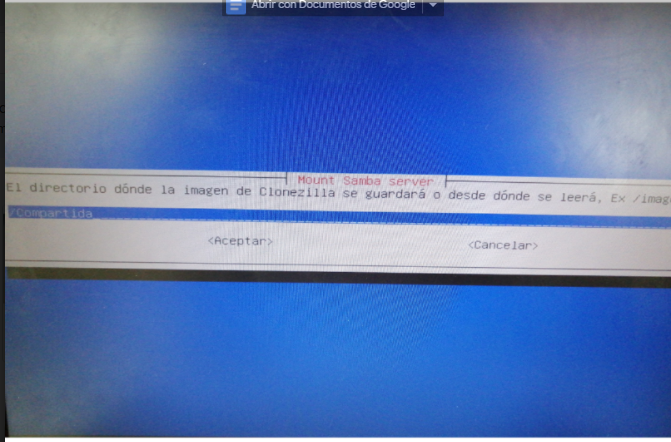 Abrir con Documentos de Google
Mount Samba server
El directorio dónde la imagen de Clonezilla se guardará o desde dónde se leerá, Ex /imag
/Compartida
<Aceptar> <Cancelar>